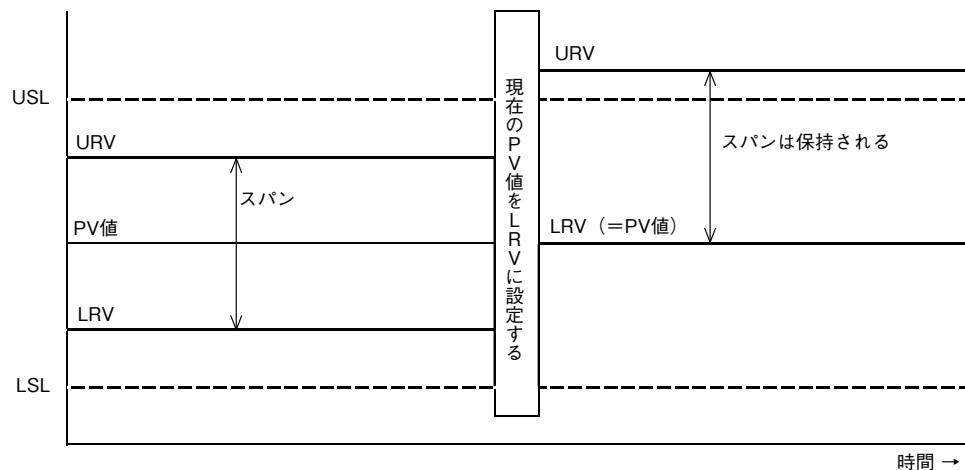 URV
USL
現在のPV値をLRVに設定する
URV
スパンは保持される
スパン
PV値
LRV（＝PV値）
LRV
LSL
時間 →